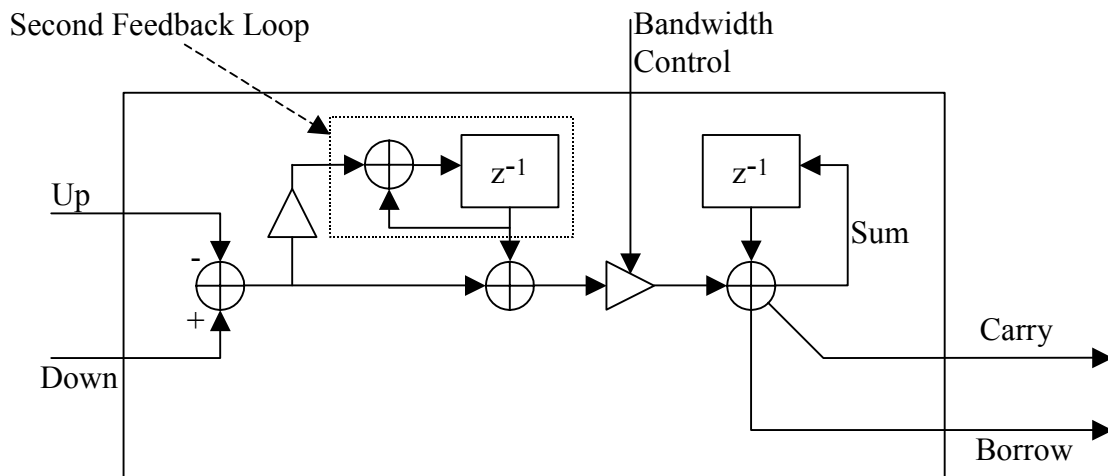 Second Feedback Loop
Bandwidth
Control
z-1
z-1
Up
Sum
-
+
Down
Carry
Borrow